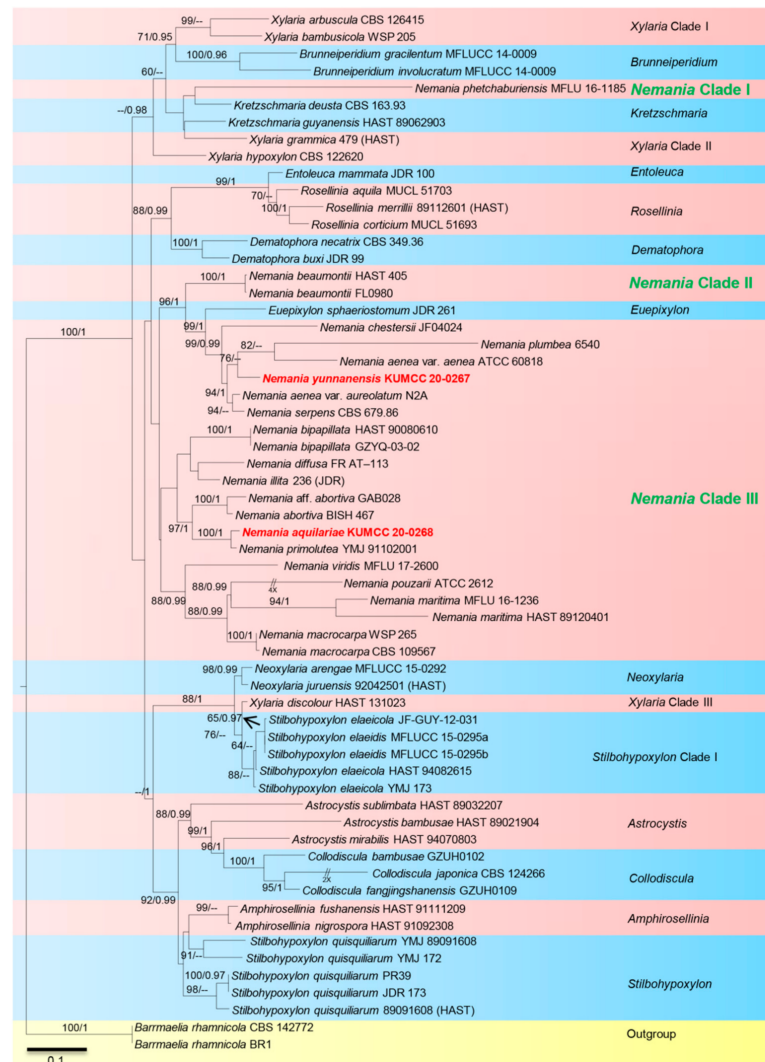 99/--
Xylaria arbuscula CBS 126415
Xylaria Clade I
71/0.95
Xylaria bambusicola WSP 205
100/0.96
Brunneiperidium gracilentum MFLUCC 14-0009
Brunneiperidium
60/--
Brunneiperidium involucratum MFLUCC 14-0009
Nemania phetchaburiensis MFLU 16-1185
Nemania Clade I
--/0.98
Kretzschmaria deusta CBS 163.93
Kretzschmaria
Kretzschmaria guyanensis HAST 89062903
Xylaria grammica 479 (HAST)
Xylaria Clade II
Xylaria hypoxylon CBS 122620
Entoleuca mammata JDR 100
Entoleuca
99/1
70/--
Rosellinia aquila MUCL 51703
88/0.99
100/1
Rosellinia merrillii 89112601 (HAST)
Rosellinia
Rosellinia corticium MUCL 51693
100/1
Dematophora necatrix CBS 349.36
Dematophora
Dematophora buxi JDR 99
100/1
Nemania beaumontii HAST 405
Nemania Clade II
96/1
Nemania beaumontii FL0980
Euepixylon sphaeriostomum JDR 261
Euepixylon
100/1
99/1
Nemania chestersii JF04024
99/0.99
82/--
Nemania plumbea 6540
76/--
Nemania aenea var. aenea ATCC 60818
Nemania yunnanensis KUMCC 20-0267
94/1
Nemania aenea var. aureolatum N2A
94/--
Nemania serpens CBS 679.86
100/1
Nemania bipapillata HAST 90080610
Nemania bipapillata GZYQ-03-02
Nemania diffusa FR AT–113
Nemania illita 236 (JDR)
100/1
Nemania aff. abortiva GAB028
Nemania Clade III
Nemania abortiva BISH 467
97/1
100/1
Nemania aquilariae KUMCC 20-0268
Nemania primolutea YMJ 91102001
Nemania viridis MFLU 17-2600
88/0.99
88/0.99
4X
Nemania pouzarii ATCC 2612
94/1
Nemania maritima MFLU 16-1236
88/0.99
Nemania maritima HAST 89120401
100/1
Nemania macrocarpa WSP 265
Nemania macrocarpa CBS 109567
98/0.99
Neoxylaria arengae MFLUCC 15-0292
Neoxylaria
Neoxylaria juruensis 92042501 (HAST)
88/1
Xylaria discolour HAST 131023
Xylaria Clade III
65/0.97
Stilbohypoxylon elaeicola JF-GUY-12-031
76/--
Stilbohypoxylon elaeidis MFLUCC 15-0295a
64/--
Stilbohypoxylon elaeidis MFLUCC 15-0295b
Stilbohypoxylon Clade I
88/--
Stilbohypoxylon elaeicola HAST 94082615
Stilbohypoxylon elaeicola YMJ 173
--/1
88/0.99
Astrocystis sublimbata HAST 89032207
99/1
Astrocystis bambusae HAST 89021904
Astrocystis
96/1
Astrocystis mirabilis HAST 94070803
100/1
Collodiscula bambusae GZUH0102
2X
Collodiscula japonica CBS 124266
Collodiscula
95/1
Collodiscula fangjingshanensis GZUH0109
92/0.99
99/--
Amphirosellinia fushanensis HAST 91111209
Amphirosellinia
Amphirosellinia nigrospora HAST 91092308
Stilbohypoxylon quisquiliarum YMJ 89091608
91/--
Stilbohypoxylon quisquiliarum YMJ 172
100/0.97
Stilbohypoxylon quisquiliarum PR39
Stilbohypoxylon
98/--
Stilbohypoxylon quisquiliarum JDR 173
Stilbohypoxylon quisquiliarum 89091608 (HAST)
100/1
Barrmaelia rhamnicola CBS 142772
Outgroup
Barrmaelia rhamnicola BR1
0.1